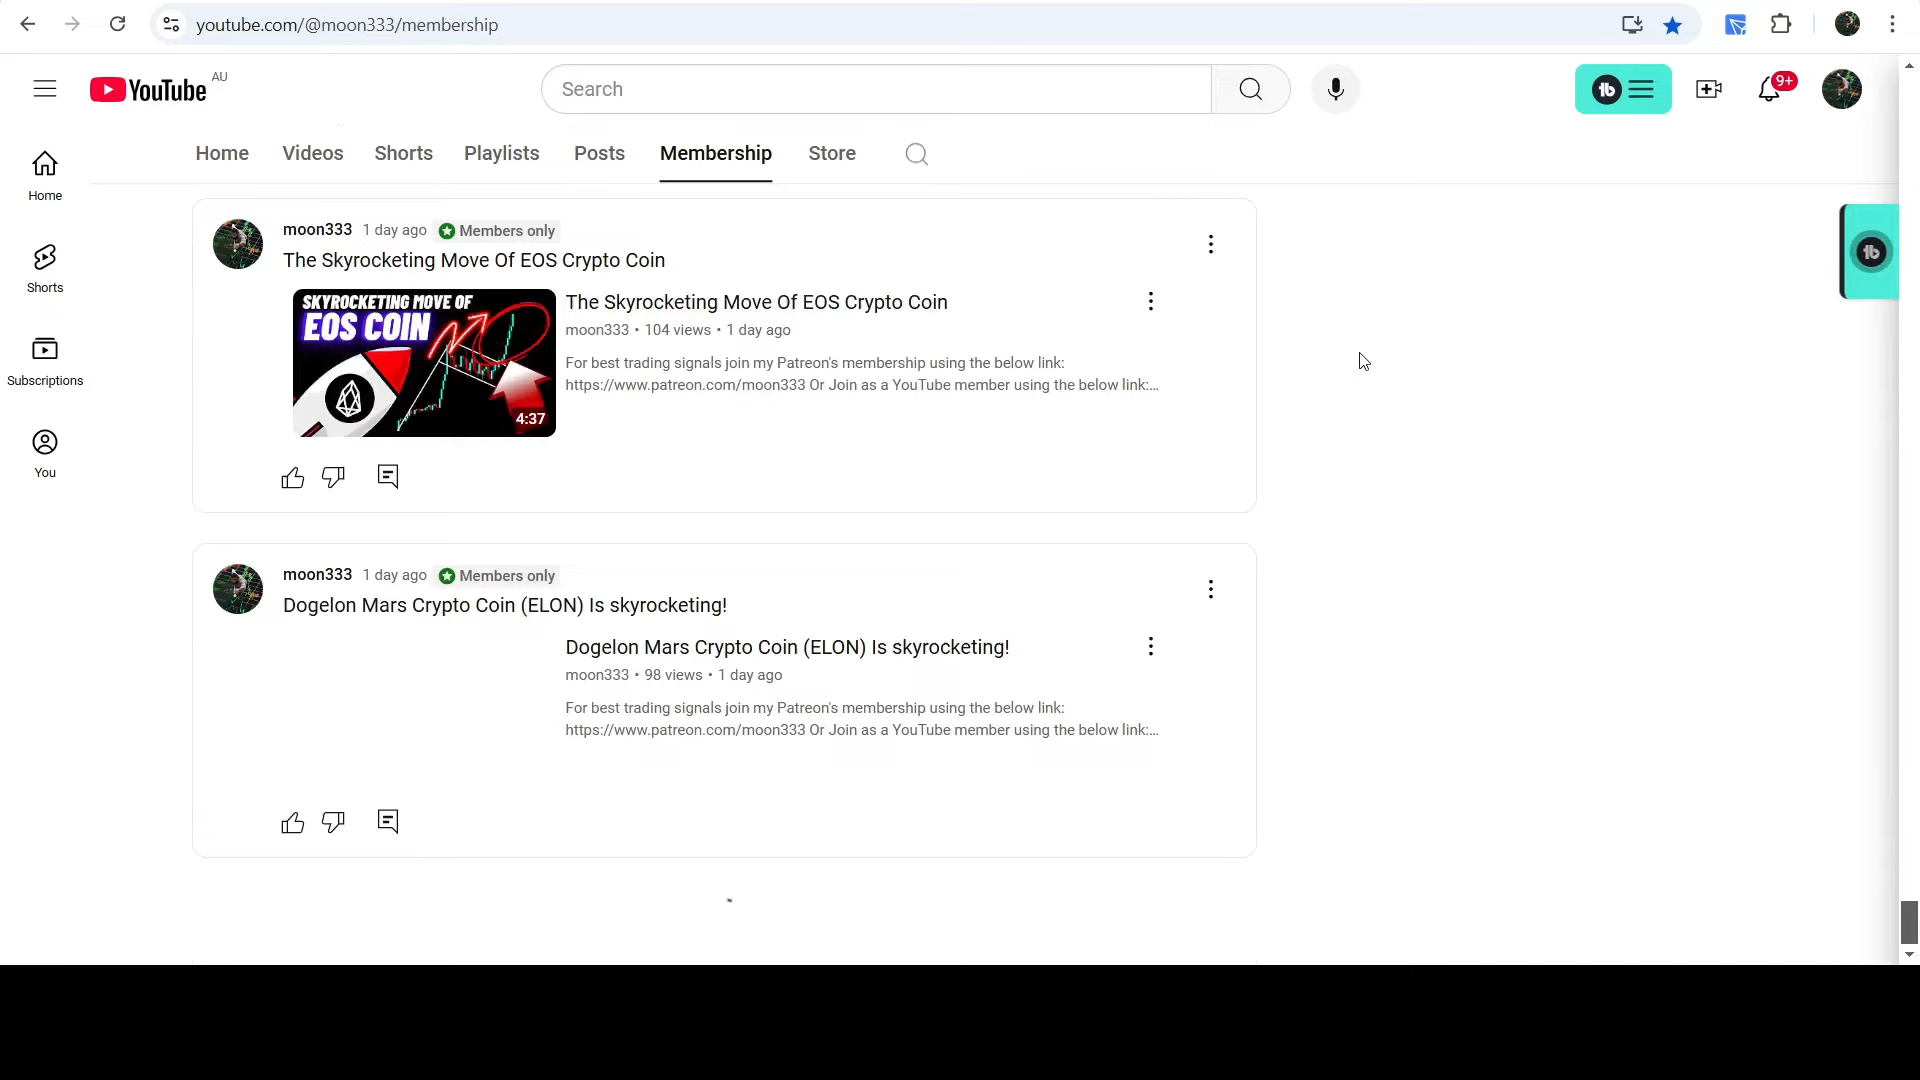 youtube.com/@moon333/membership
YouTube AU
Search
9+
Home
Videos
Shorts
Playlists
Posts
Membership
Store
Home
Shorts
Subscriptions
You
moon333 1 day ago Members only
The Skyrocketing Move Of EOS Crypto Coin
SKYROCKETING MOVE OF
EOS COIN
4:37
The Skyrocketing Move Of EOS Crypto Coin
moon333 • 104 views • 1 day ago
For best trading signals join my Patreon's membership using the below link:
https://www.patreon.com/moon333 Or Join as a YouTube member using the below link:...
moon333 1 day ago Members only
Dogelon Mars Crypto Coin (ELON) Is skyrocketing!
Dogelon Mars Crypto Coin (ELON) Is skyrocketing!
moon333 • 98 views • 1 day ago
For best trading signals join my Patreon's membership using the below link:
https://www.patreon.com/moon333 Or Join as a YouTube member using the below link:...